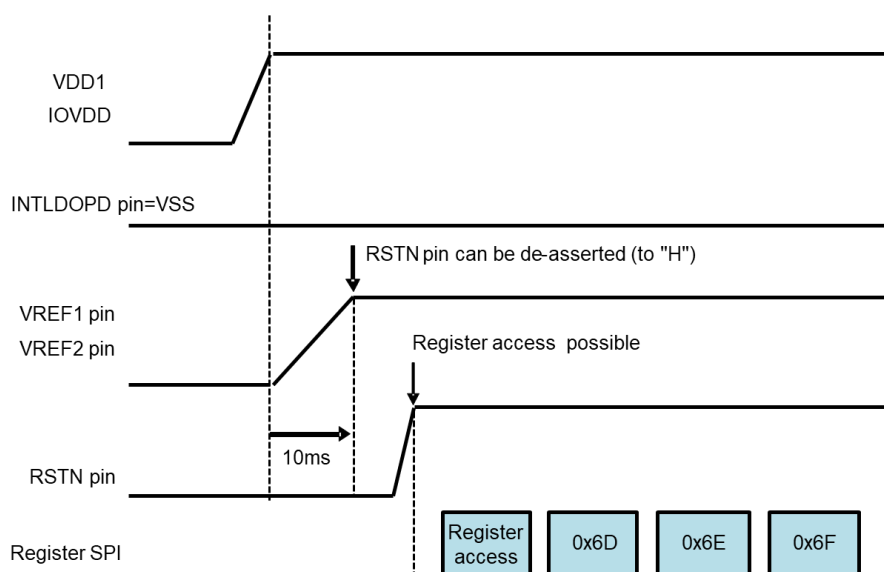 VDD1
IOVDD
INTLDOPD pin=VSS
RSTN pin can be de-asserted (to "H")
VREF1 pin
VREF2 pin
Register access possible
10ms
RSTN pin
Register SPI
Register
access
0x6D
0x6E
0x6F